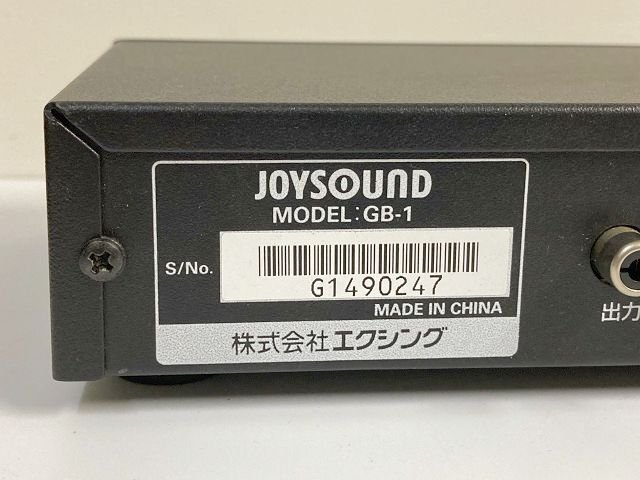 JOYSOUND
MODEL:GB-1
S/No.
G1490247
MADE IN CHINA
株式会社エクシング
出力